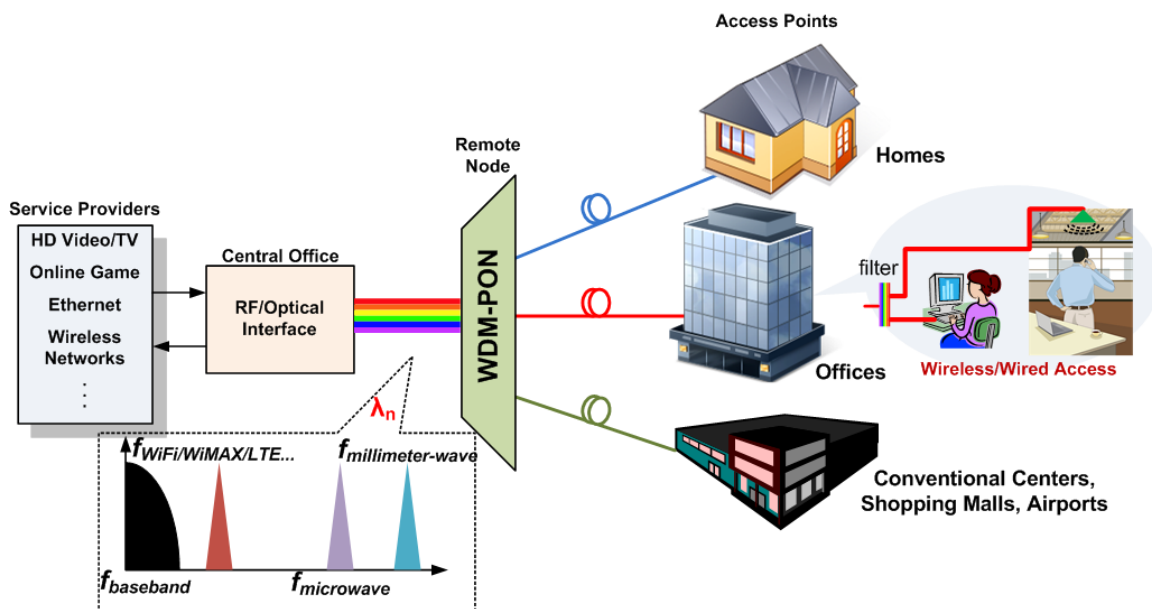 Access Points
Homes
Remote
Node
Service Providers
HD Video/TV
Online Game
Ethernet
Wireless
Networks
Central Office
RF/Optical
Interface
WDM-PON
filter
Offices
Wireless/Wired Access
λn
fWiFi/WiMAX/LTE...
fmillimeter-wave
fbaseband
fmicrowave
Conventional Centers,
Shopping Malls, Airports